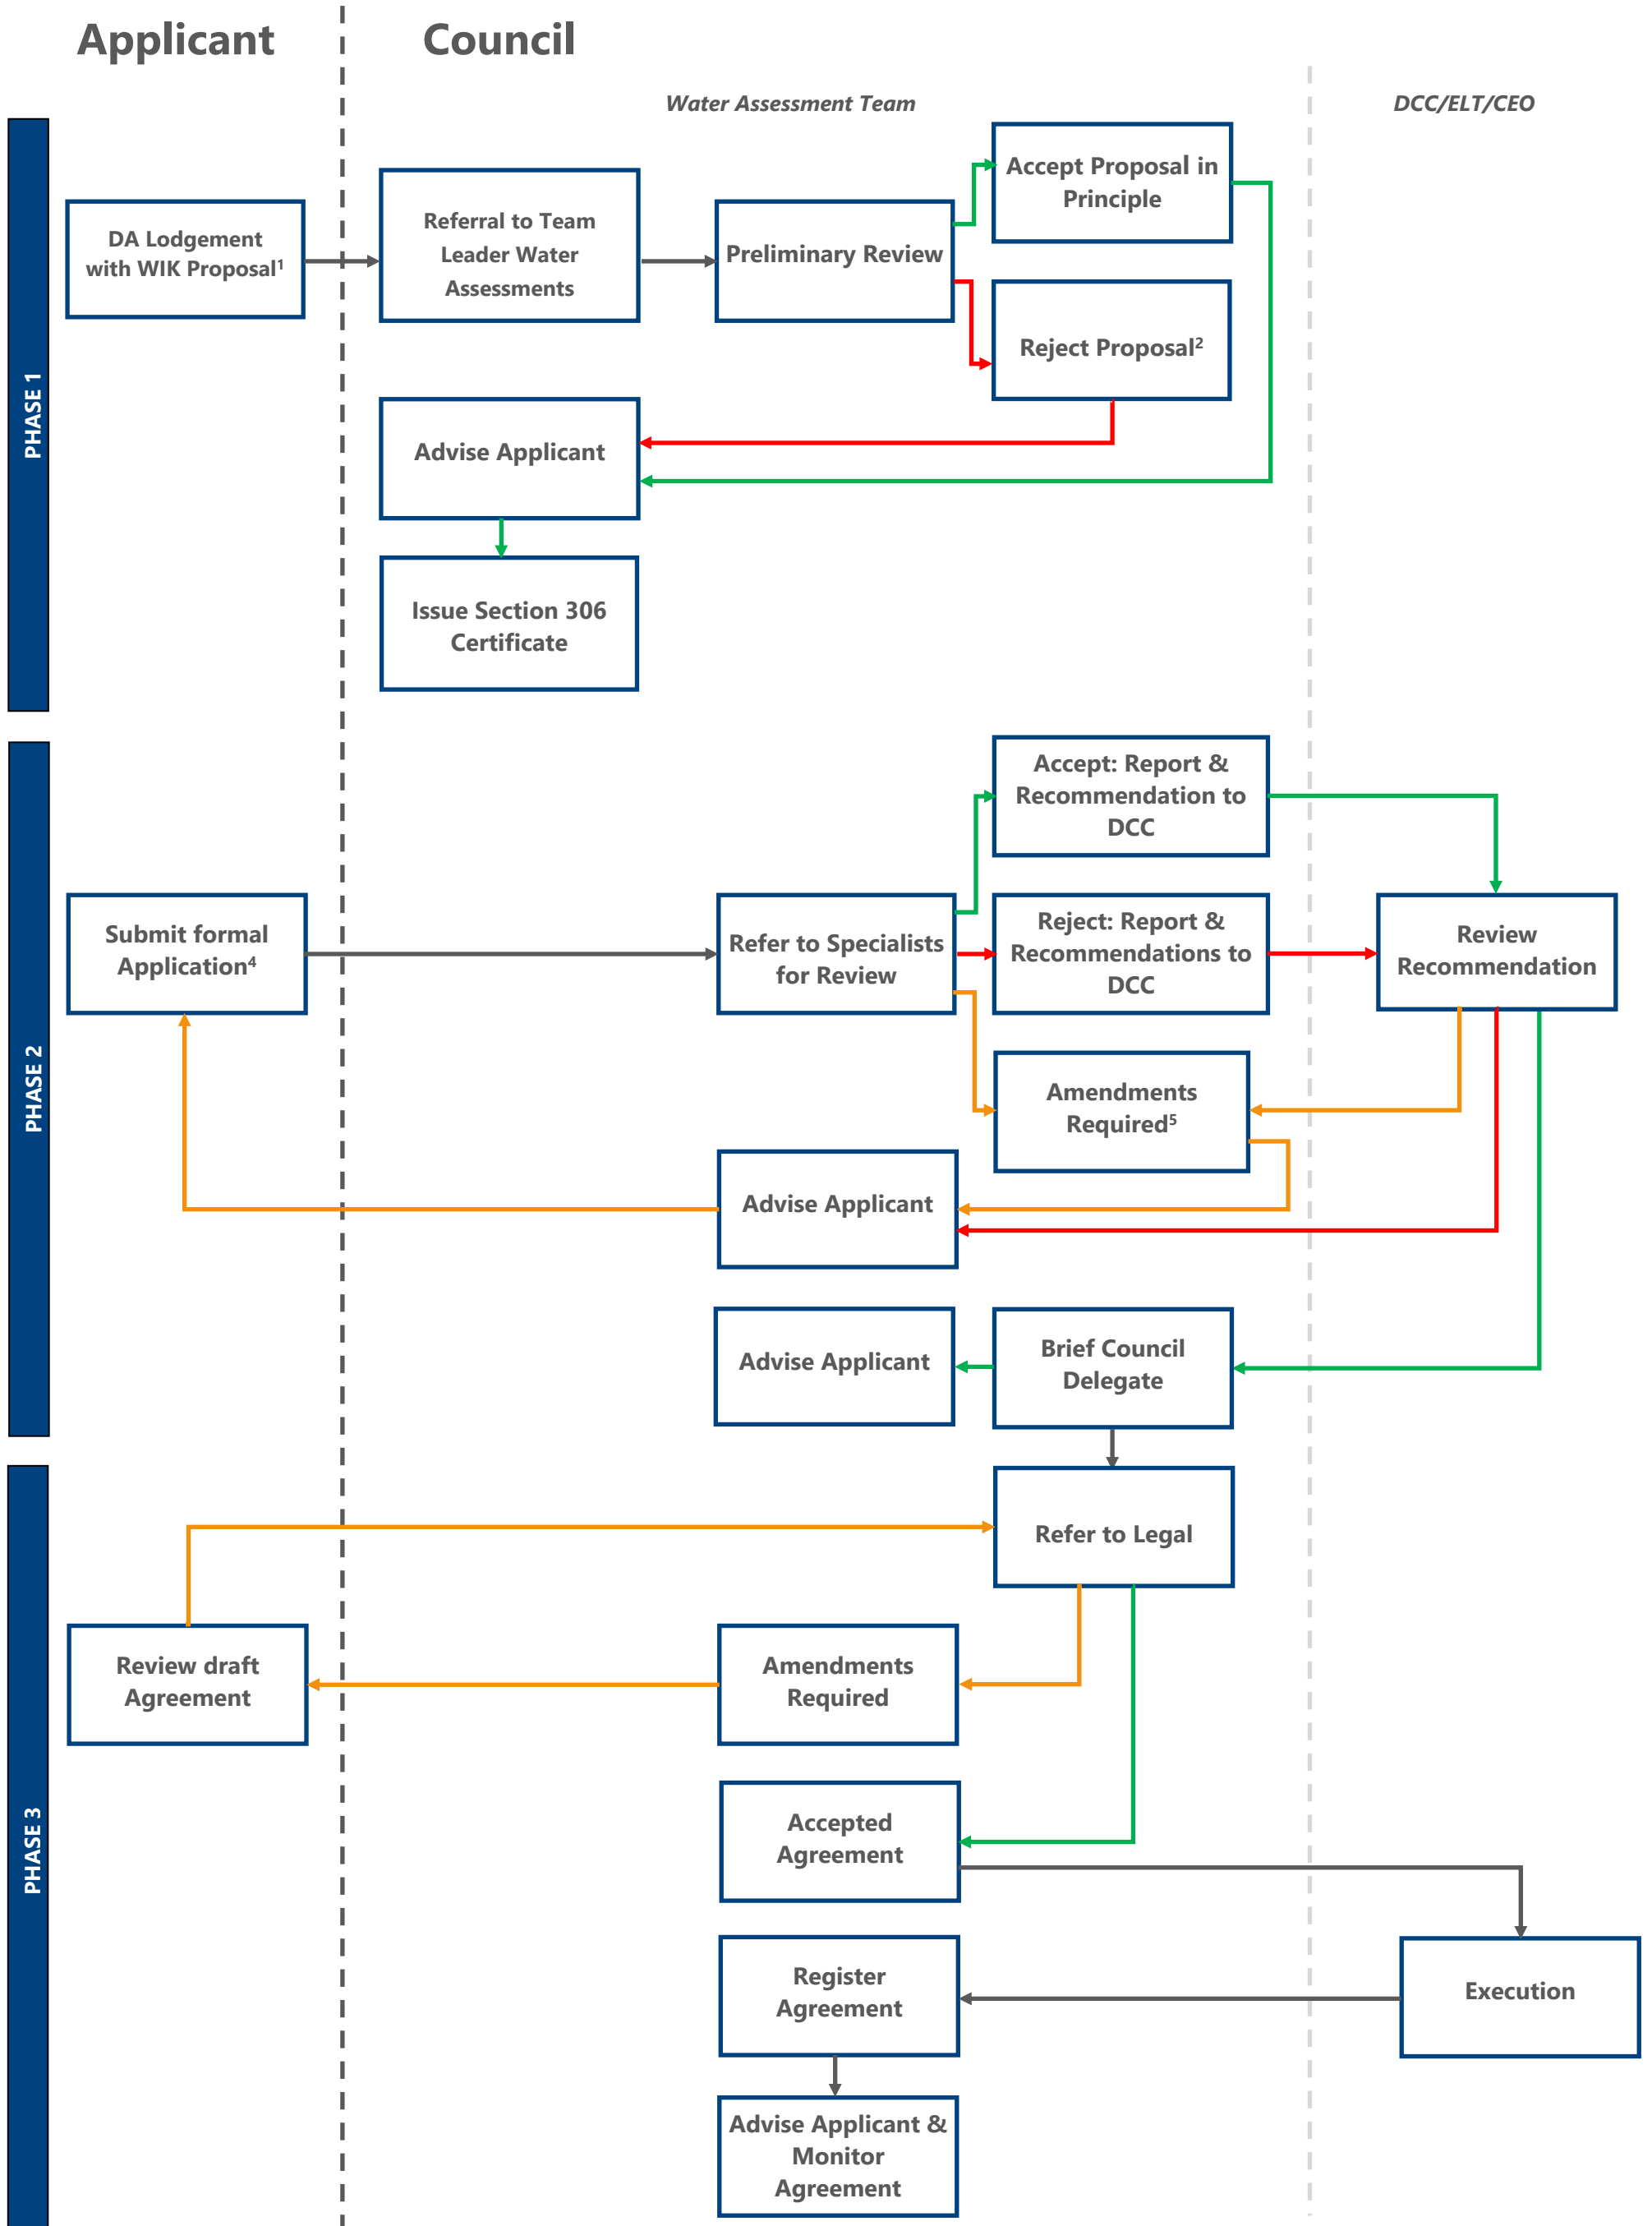 Applicant
Council
Water Assessment Team
DCC/ELT/CEO
PHASE 1
DA Lodgement
with WIK Proposal¹
Referral to Team
Leader Water
Assessments
Preliminary Review
Accept Proposal in
Principle
Reject Proposal²
Advise Applicant
Issue Section 306
Certificate
PHASE 2
Submit formal
Application⁴
Refer to Specialists
for Review
Accept: Report &
Recommendation to
DCC
Reject: Report &
Recommendations to
DCC
Review
Recommendation
Amendments
Required⁵
Advise Applicant
Advise Applicant
Brief Council
Delegate
PHASE 3
Refer to Legal
Review draft
Agreement
Amendments
Required
Accepted
Agreement
Register
Agreement
Execution
Advise Applicant &
Monitor
Agreement